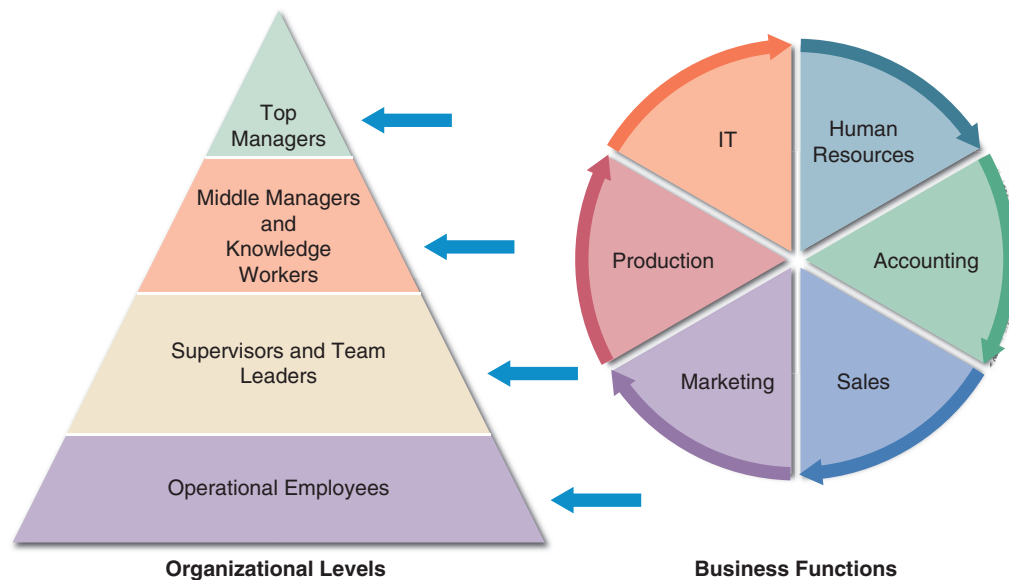 Top
Managers
Middle Managers
and
Knowledge
Workers
Supervisors and Team
Leaders
Operational Employees
Organizational Levels
IT
Human
Resources
Production
Accounting
Marketing
Sales
Business Functions